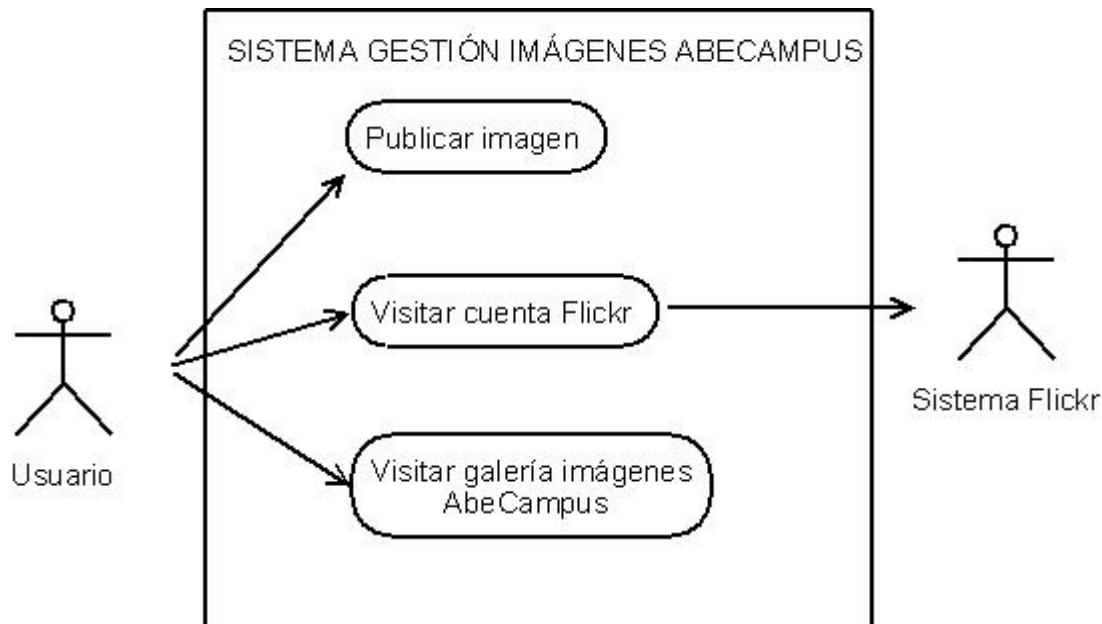 SISTEMA GESTIÓN IMÁGENES ABECAMPUS
Publicar imagen
Visitar cuenta Flickr
Sistema Flickr
Visitar galería imágenes
AbeCampus
Usuario